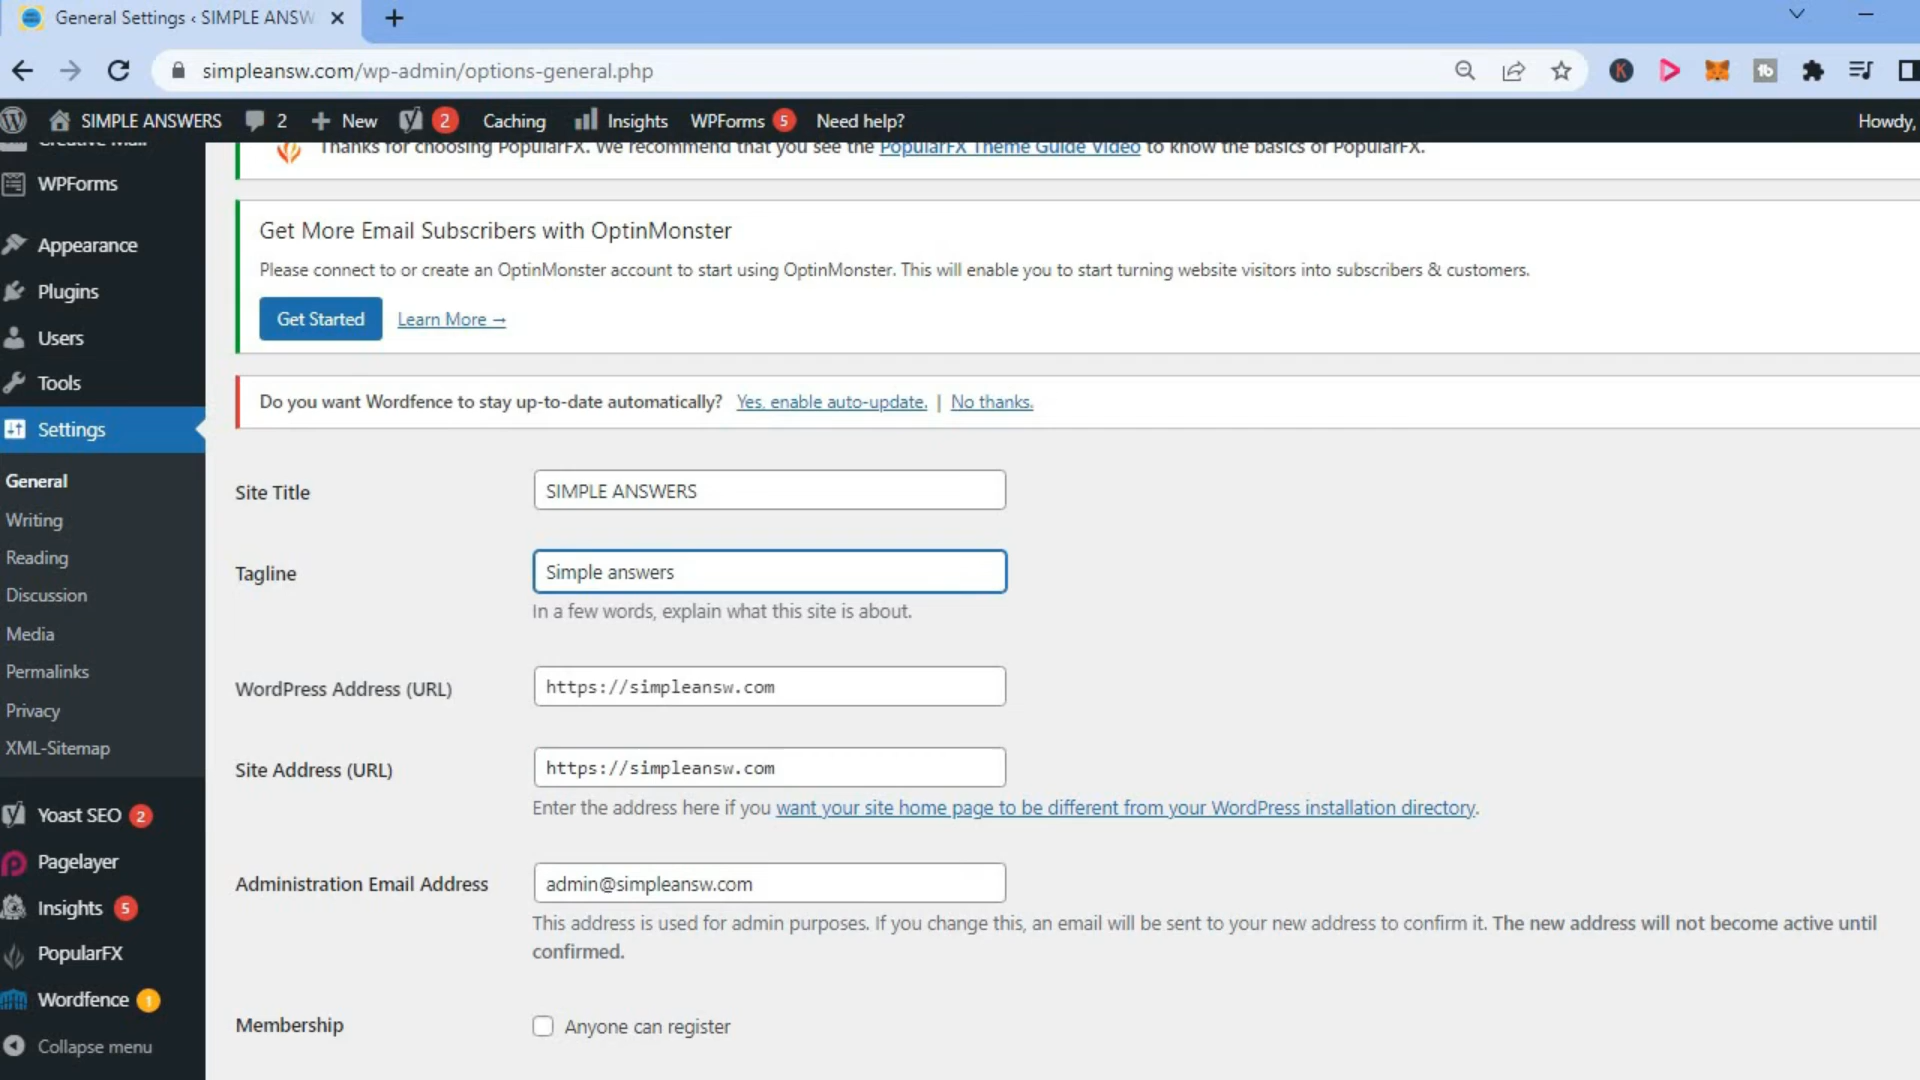 General Settings ‹ SIMPLE ANSW
simpleansw.com/wp-admin/options-general.php
SIMPLE ANSWERS 2 New 2 Caching Insights WPForms 5 Need help? Howdy,
Creative Mail
Thanks for choosing PopularFX. We recommend that you see the PopularFX Theme Guide Video to know the basics of PopularFX.
WPForms
Appearance
Plugins
Users
Tools
Settings
General
Writing
Reading
Discussion
Media
Permalinks
Privacy
XML-Sitemap
Yoast SEO 2
Pagelayer
Insights 5
PopularFX
Wordfence 1
Collapse menu
Get More Email Subscribers with OptinMonster
Please connect to or create an OptinMonster account to start using OptinMonster. This will enable you to start turning website visitors into subscribers & customers.
Get Started Learn More →
Do you want Wordfence to stay up-to-date automatically? Yes, enable auto-update. | No thanks.
Site Title SIMPLE ANSWERS
Tagline Simple answers
In a few words, explain what this site is about.
WordPress Address (URL) https://simpleansw.com
Site Address (URL) https://simpleansw.com
Enter the address here if you want your site home page to be different from your WordPress installation directory.
Administration Email Address admin@simpleansw.com
This address is used for admin purposes. If you change this, an email will be sent to your new address to confirm it. The new address will not become active until
confirmed.
Membership Anyone can register